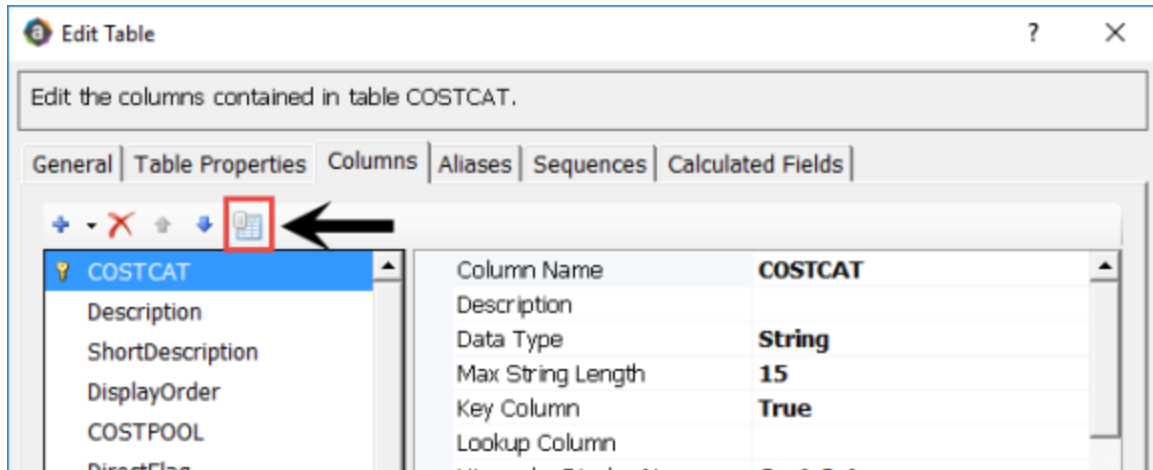 Edit Table
?
Edit the columns contained in table COSTCAT.
General Table Properties Columns Aliases Sequences Calculated Fields
COSTCAT
Description
ShortDescription
DisplayOrder
COSTPOOL
DirectFlag
Column Name COSTCAT
Description
Data Type String
Max String Length 15
Key Column True
Lookup Column